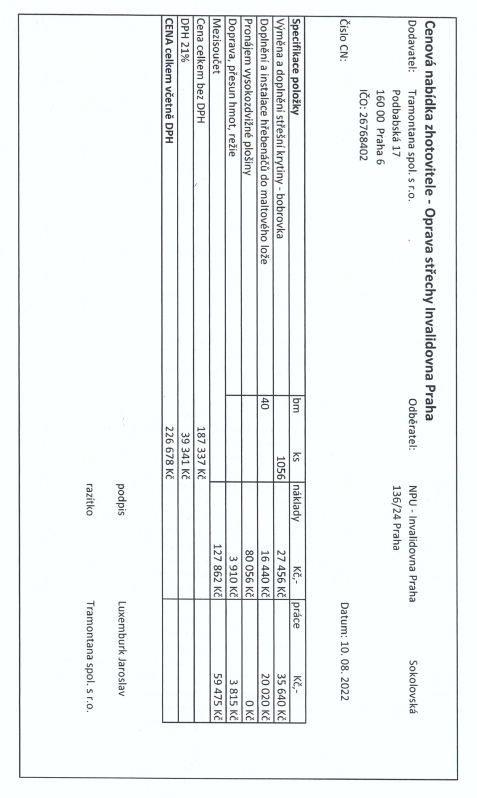 Cenová nabídka zhotovitele - Oprava střechy Invalidovna Praha
Dodavatel: Tramontana spol. s r.o. Odběratel: NPU - Invalidovna Praha Sokolovská
Podbabská 17 136/24 Praha
160 00 Praha 6
IČO: 26768402
Číslo CN: Datum: 10. 08. 2022
Specifikace položky bm ks náklady Kč,- práce Kč,-
Výměna a doplnění střešní krytiny - bobrovka 1056 27 456 Kč 35 640 Kč
Doplnění a instalace hřebenáčů do maltového lože 40 16 440 Kč 20 020 Kč
Pronájem vysokozdvižné plošiny 80 056 Kč 0 Kč
Doprava, přesun hmot, režie 3 910 Kč 3 815 Kč
Mezisoučet 127 862 Kč 59 475 Kč
Cena celkem bez DPH 187 337 Kč
DPH 21% 39 341 Kč
CENA celkem včetně DPH 226 678 Kč
podpis Luxemburk Jaroslav
razítko Tramontana spol. s r.o.